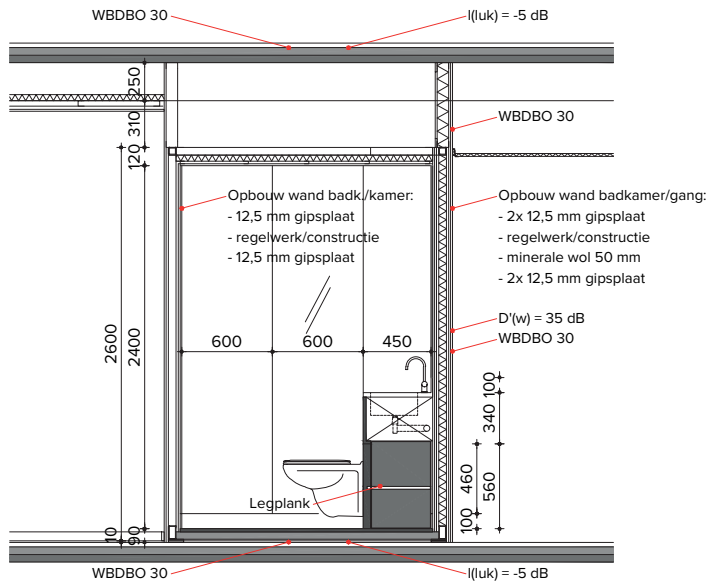 WBDBO 30
I(luk) = -5 dB
250
310
WBDBO 30
120
Opbouw wand badk./kamer:
- 12,5 mm gipsplaat
- regelwerk/constructie
- 12,5 mm gipsplaat
Opbouw wand badkamer/gang:
- 2x 12,5 mm gipsplaat
- regelwerk/constructie
- minerale wol 50 mm
- 2x 12,5 mm gipsplaat
D'(w) = 35 dB
WBDBO 30
2600
2400
600
600
450
100
340
460
560
100
Legplank
10
90
WBDBO 30
I(luk) = -5 dB